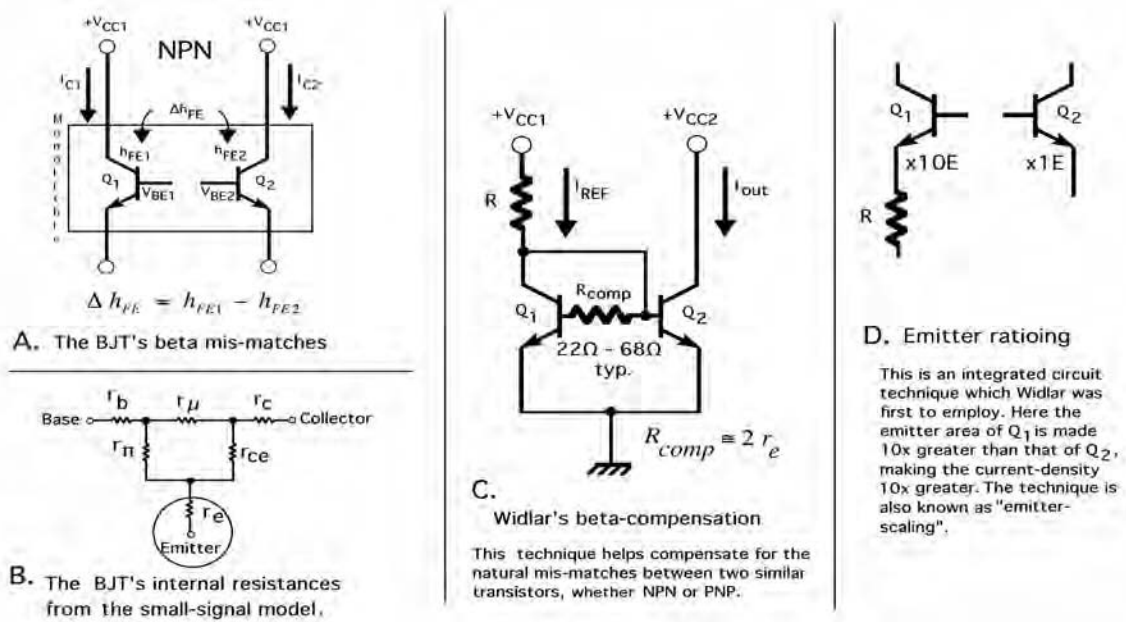 +VCC1
+VCC1
NPN
IC1
IC2
ΔhFE
Monolithic
hFE1
hFE2
Q1
VBE1
VBE2
Q2
Δ hFE = hFE1 – hFE2
A. The BJT's beta mis-matches
rb
rμ
rc
Base
Collector
rπ
rce
re
Emitter
B. The BJT's internal resistances
from the small-signal model.
+VCC1
+VCC2
R
IREF
Iout
Rcomp
Q1
Q2
22Ω - 68Ω
typ.
Rcomp ≅ 2 re
C.
Widlar's beta-compensation
This technique helps compensate for the
natural mis-matches between two similar
transistors, whether NPN or PNP.
Q1
Q2
x10E
x1E
R
D. Emitter ratioing
This is an integrated circuit
technique which Widlar was
first to employ. Here the
emitter area of Q1 is made
10x greater than that of Q2,
making the current-density
10x greater. The technique is
also known as "emitter-
scaling".